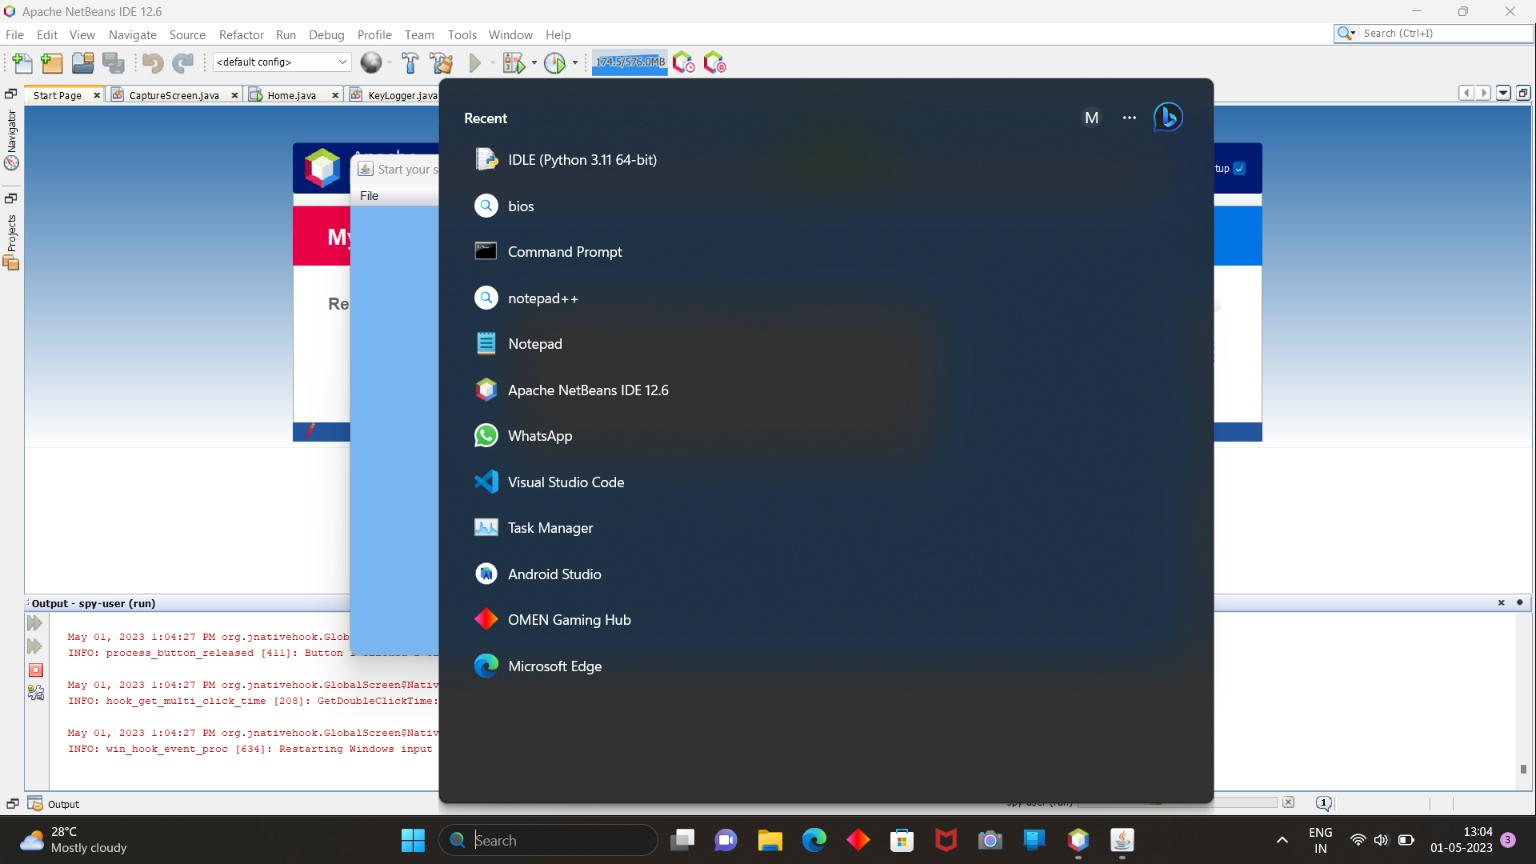 Apache NetBeans IDE 12.6
File Edit View Navigate Source Refactor Run Debug Profile Team Tools Window Help
Search (Ctrl+I)
<default config>
174.5/576.0MB
Start Page
CaptureScreen.java
Home.java
KeyLogger.java
Navigator
Projects
Start your s
File
My
Re
tup
Recent
M
IDLE (Python 3.11 64-bit)
bios
Command Prompt
notepad++
Notepad
Apache NetBeans IDE 12.6
WhatsApp
Visual Studio Code
Task Manager
Android Studio
OMEN Gaming Hub
Microsoft Edge
Output - spy-user (run)
May 01, 2023 1:04:27 PM org.jnativehook.Glob
INFO: process_button_released [411]: Button
May 01, 2023 1:04:27 PM org.jnativehook.GlobalScreen$Nativ
INFO: hook_get_multi_click_time [208]: GetDoubleClickTime:
May 01, 2023 1:04:27 PM org.jnativehook.GlobalScreen$Nativ
INFO: win_hook_event_proc [634]: Restarting Windows input
Output
spy-user (run)
1
28°C
Mostly cloudy
Search
ENG
IN
13:04
01-05-2023
3